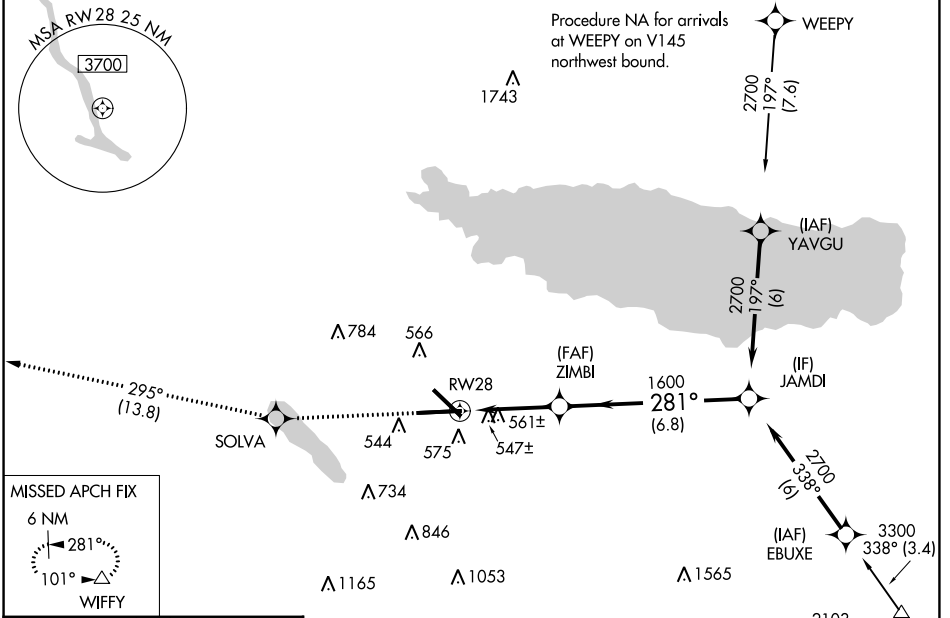 MSA RW 28 25 NM
3700
Procedure NA for arrivals
at WEEPY on V145
northwest bound.
WEEPY
1743
2700
197°
(7.6)
(IAF)
YAVGU
2700
197°
(6)
784
566
(FAF)
ZIMBI
RW28
1600
281°
(6.8)
(IF)
JAMDI
295°
(13.8)
SOLVA
544
575
561±
547±
2700
338°
(6)
734
846
(IAF)
EBUXE
3300
338° (3.4)
1165
1053
1565
MISSED APCH FIX
6 NM
281°
101°
WIFFY